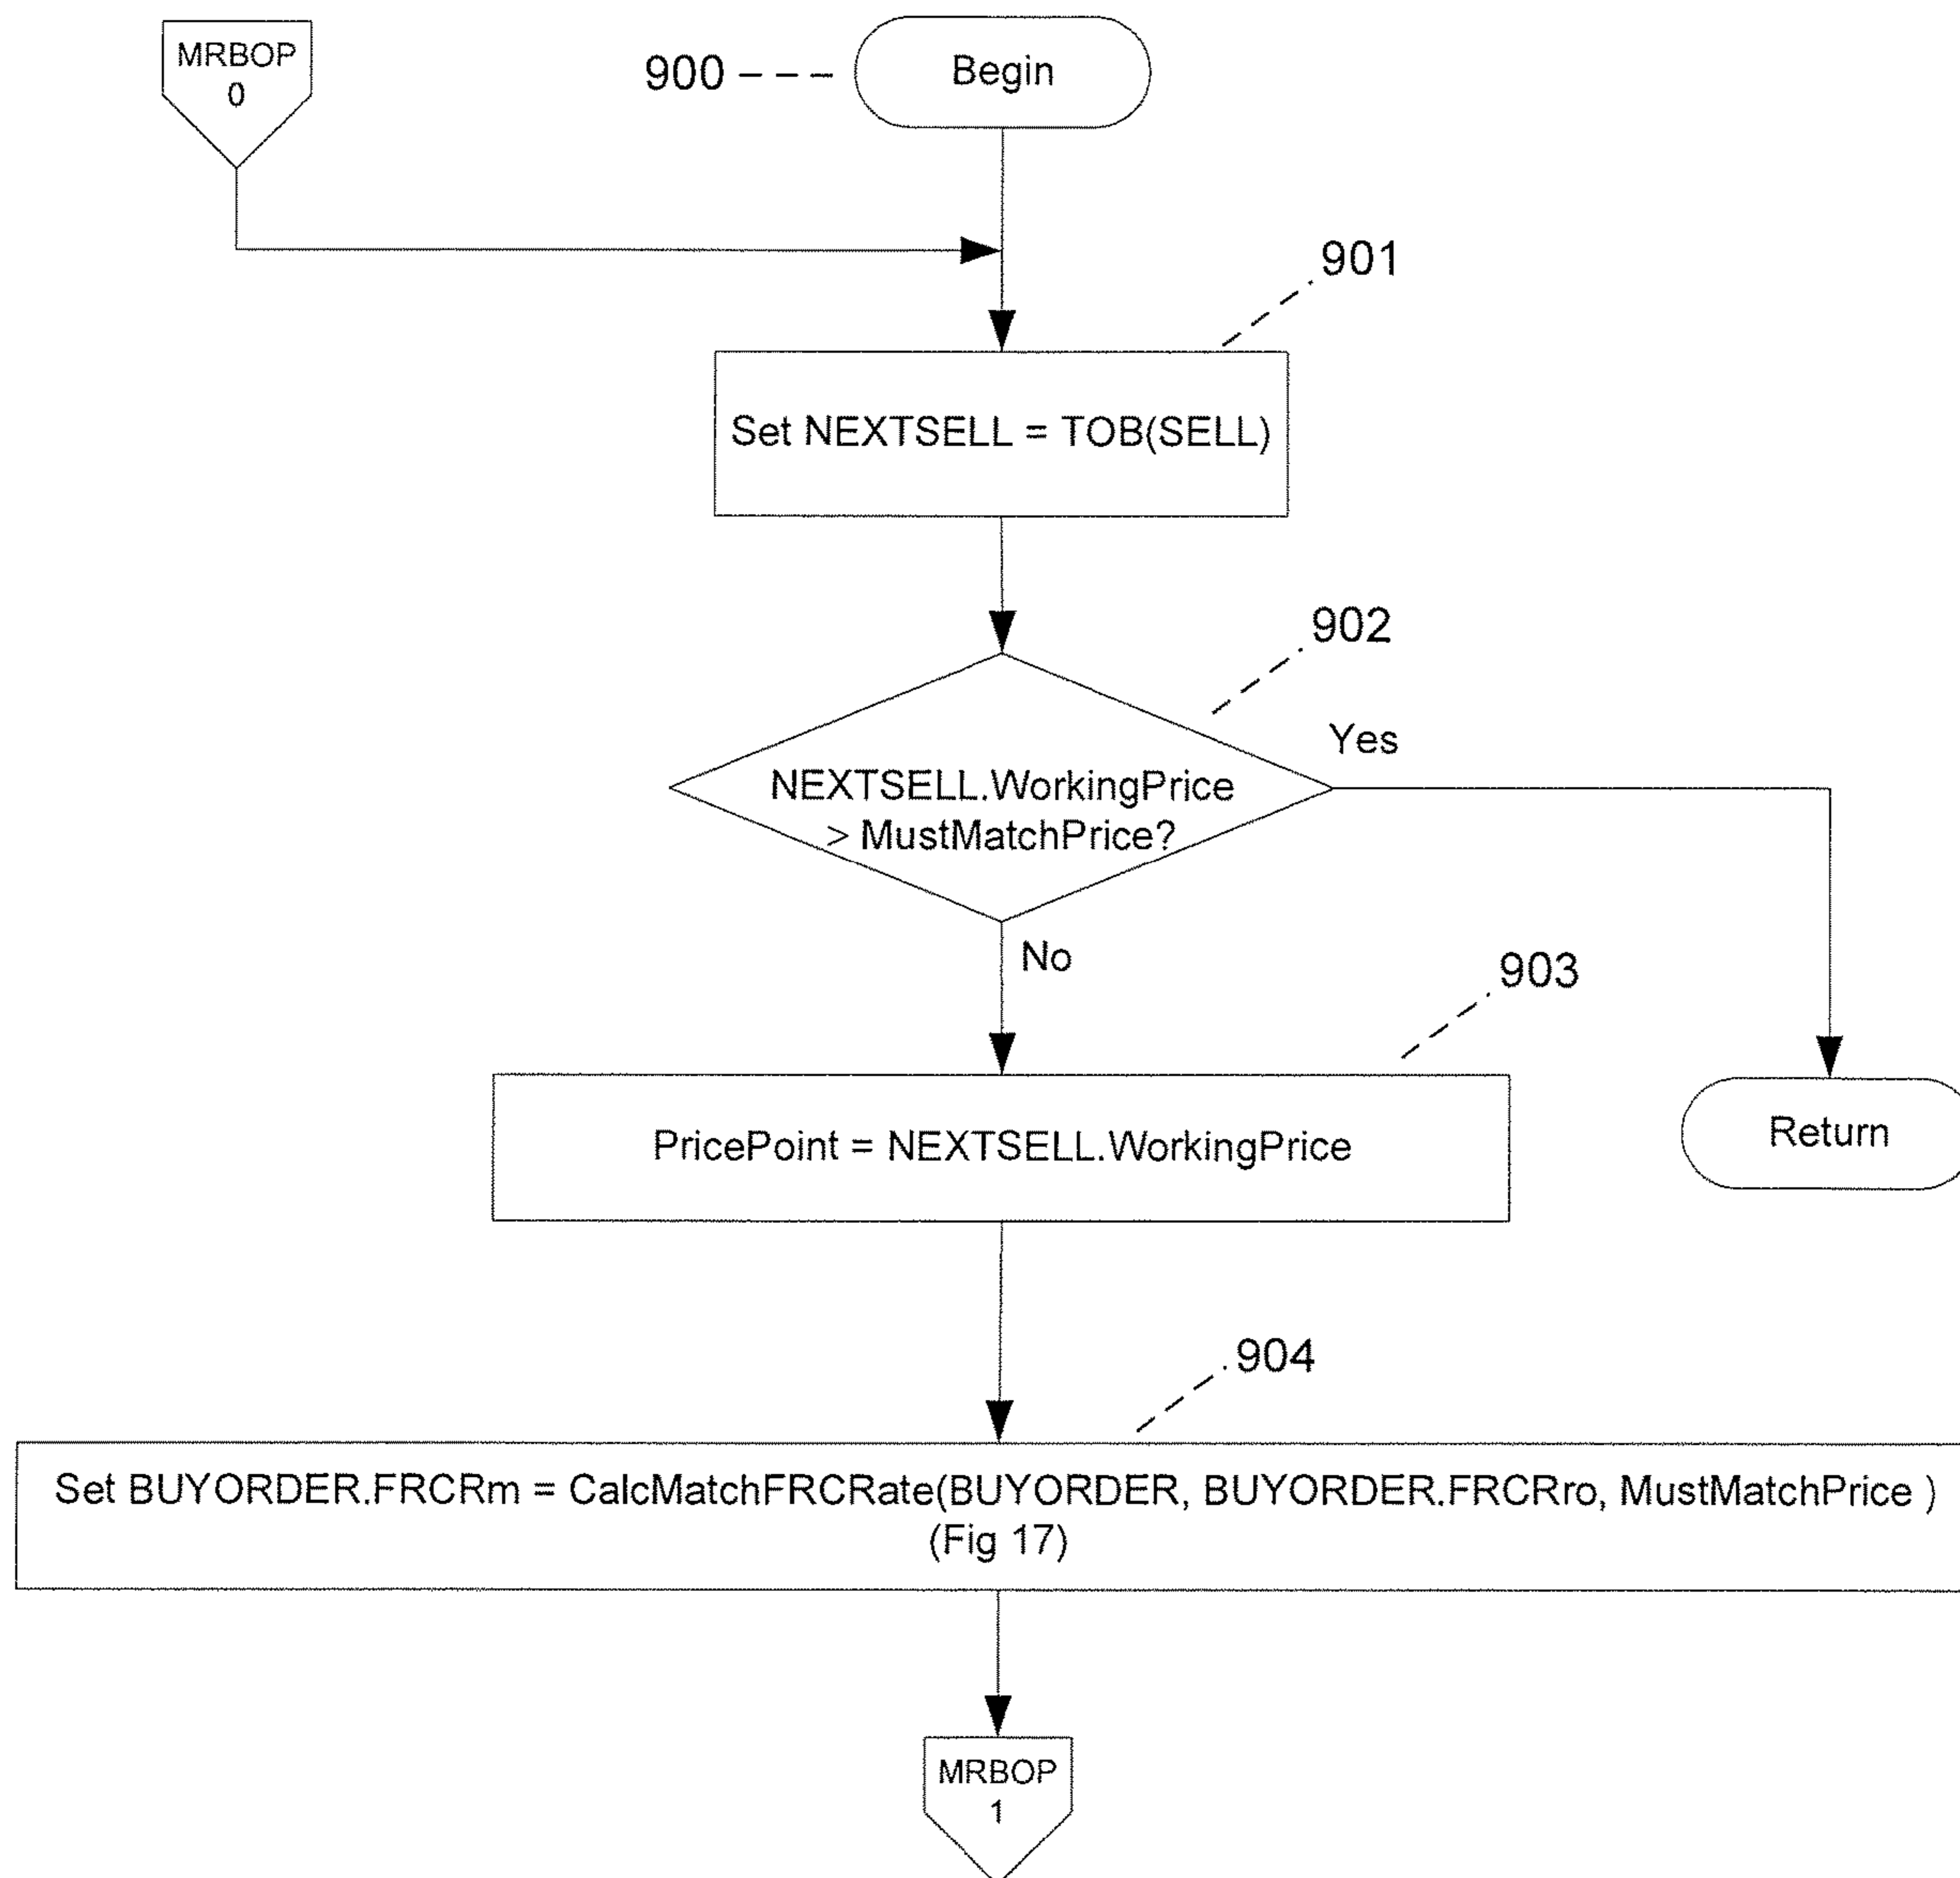 MRBOP
0
900
Begin
901
Set NEXTSELL = TOB(SELL)
902
Yes
NEXTSELL.WorkingPrice
> MustMatchPrice?
No
903
PricePoint = NEXTSELL.WorkingPrice
Return
904
Set BUYORDER.FRCRm = CalcMatchFRCRate(BUYORDER, BUYORDER.FRCRro, MustMatchPrice )
(Fig 17)
MRBOP
1